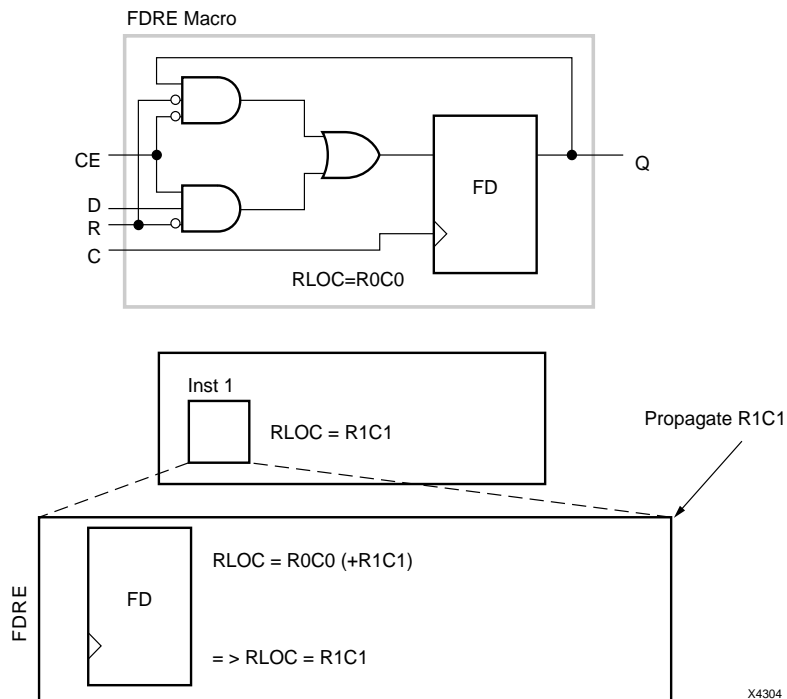 FDRE Macro
CE
D
R
C
FD
Q
RLOC=R0C0
Inst 1
RLOC = R1C1
Propagate R1C1
FDRE
FD
RLOC = R0C0 (+R1C1)
= > RLOC = R1C1
X4304